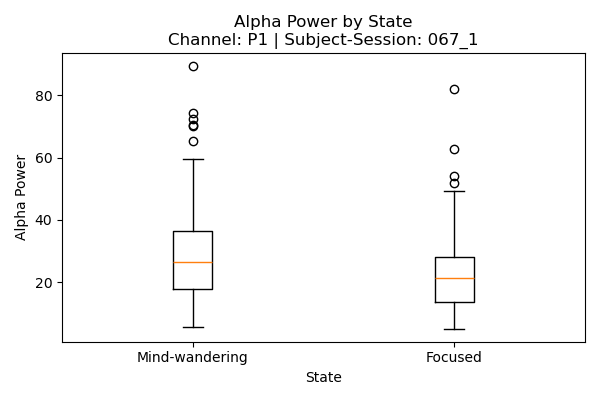 Alpha Power by State
Channel: P1 | Subject-Session: 067_1
80
60
40
20
Alpha Power
Mind-wandering
Focused
State